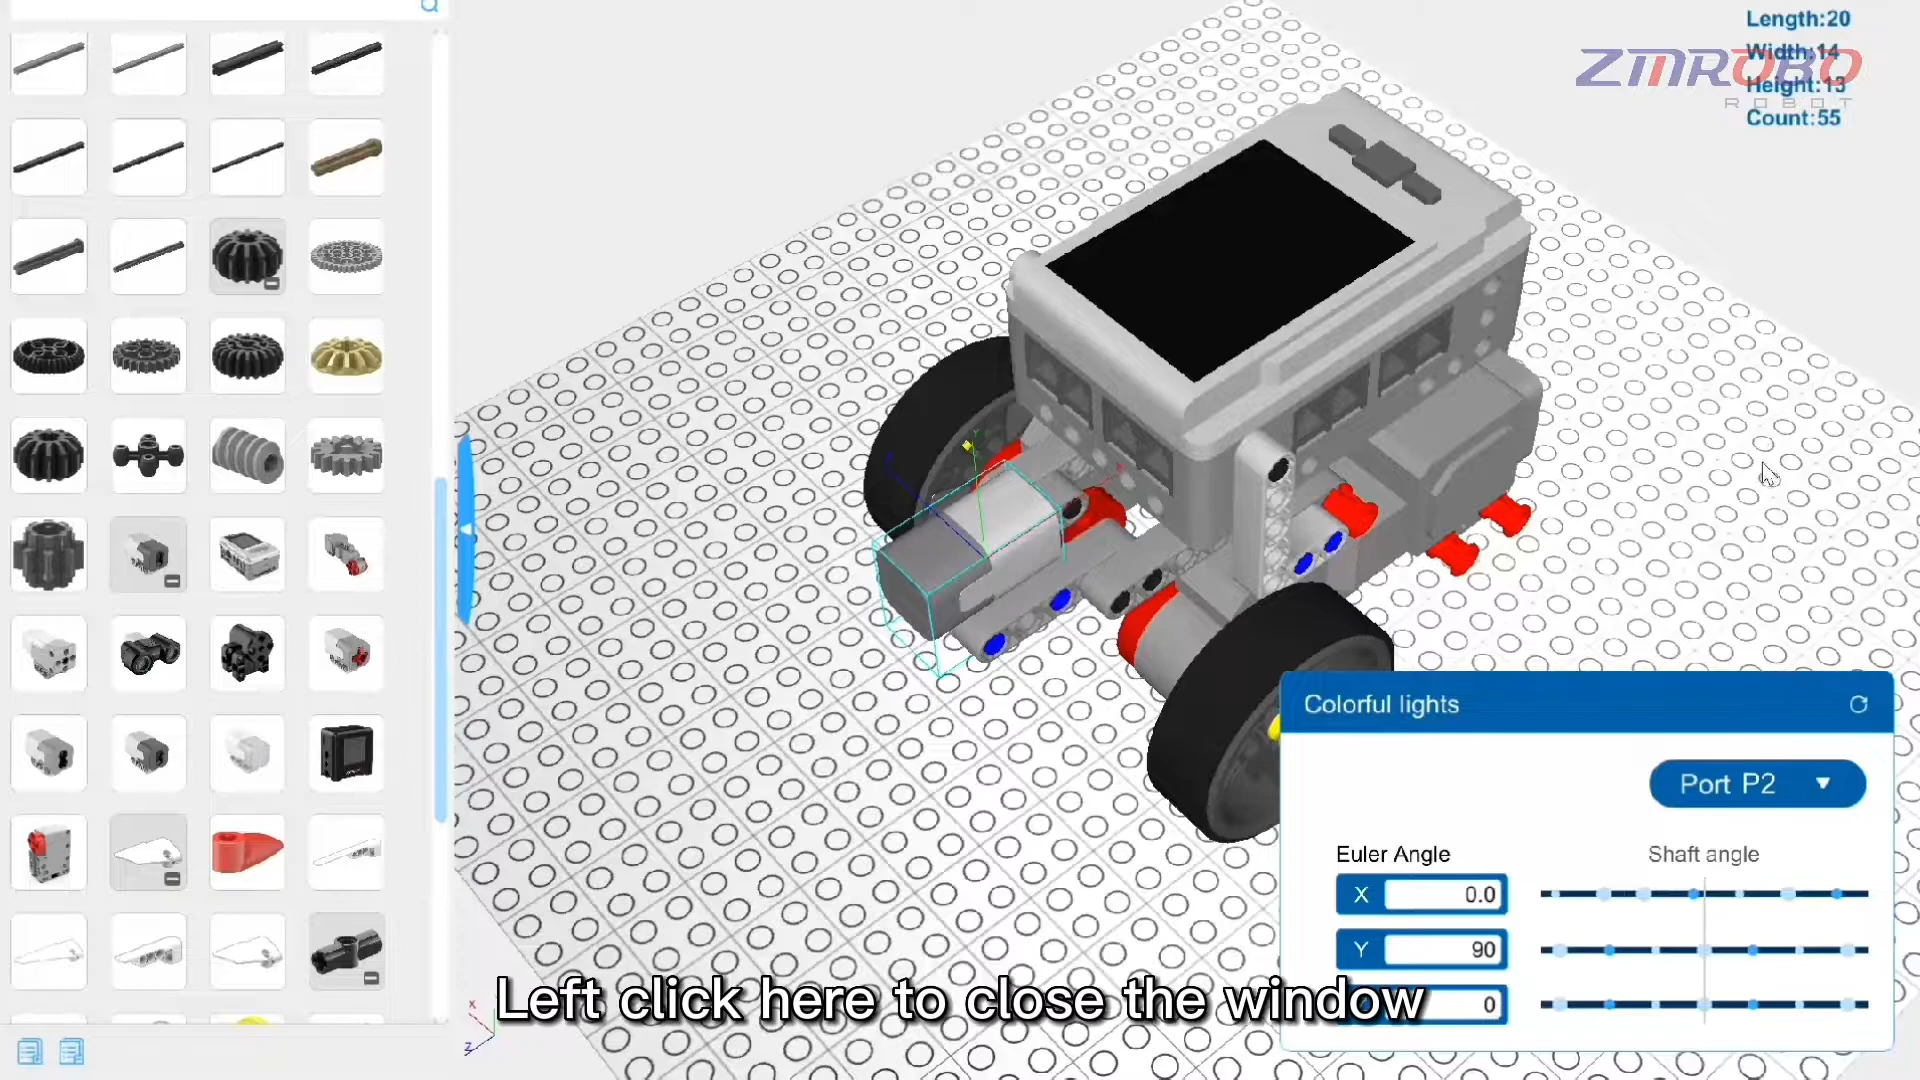 Length:20
Width:14
Height:13
Count:55
ZMROBO
ROBOT
Colorful lights
Port P2
Euler Angle
Shaft angle
X 0.0
Y 90
0
Left click here to close the window
X
Z